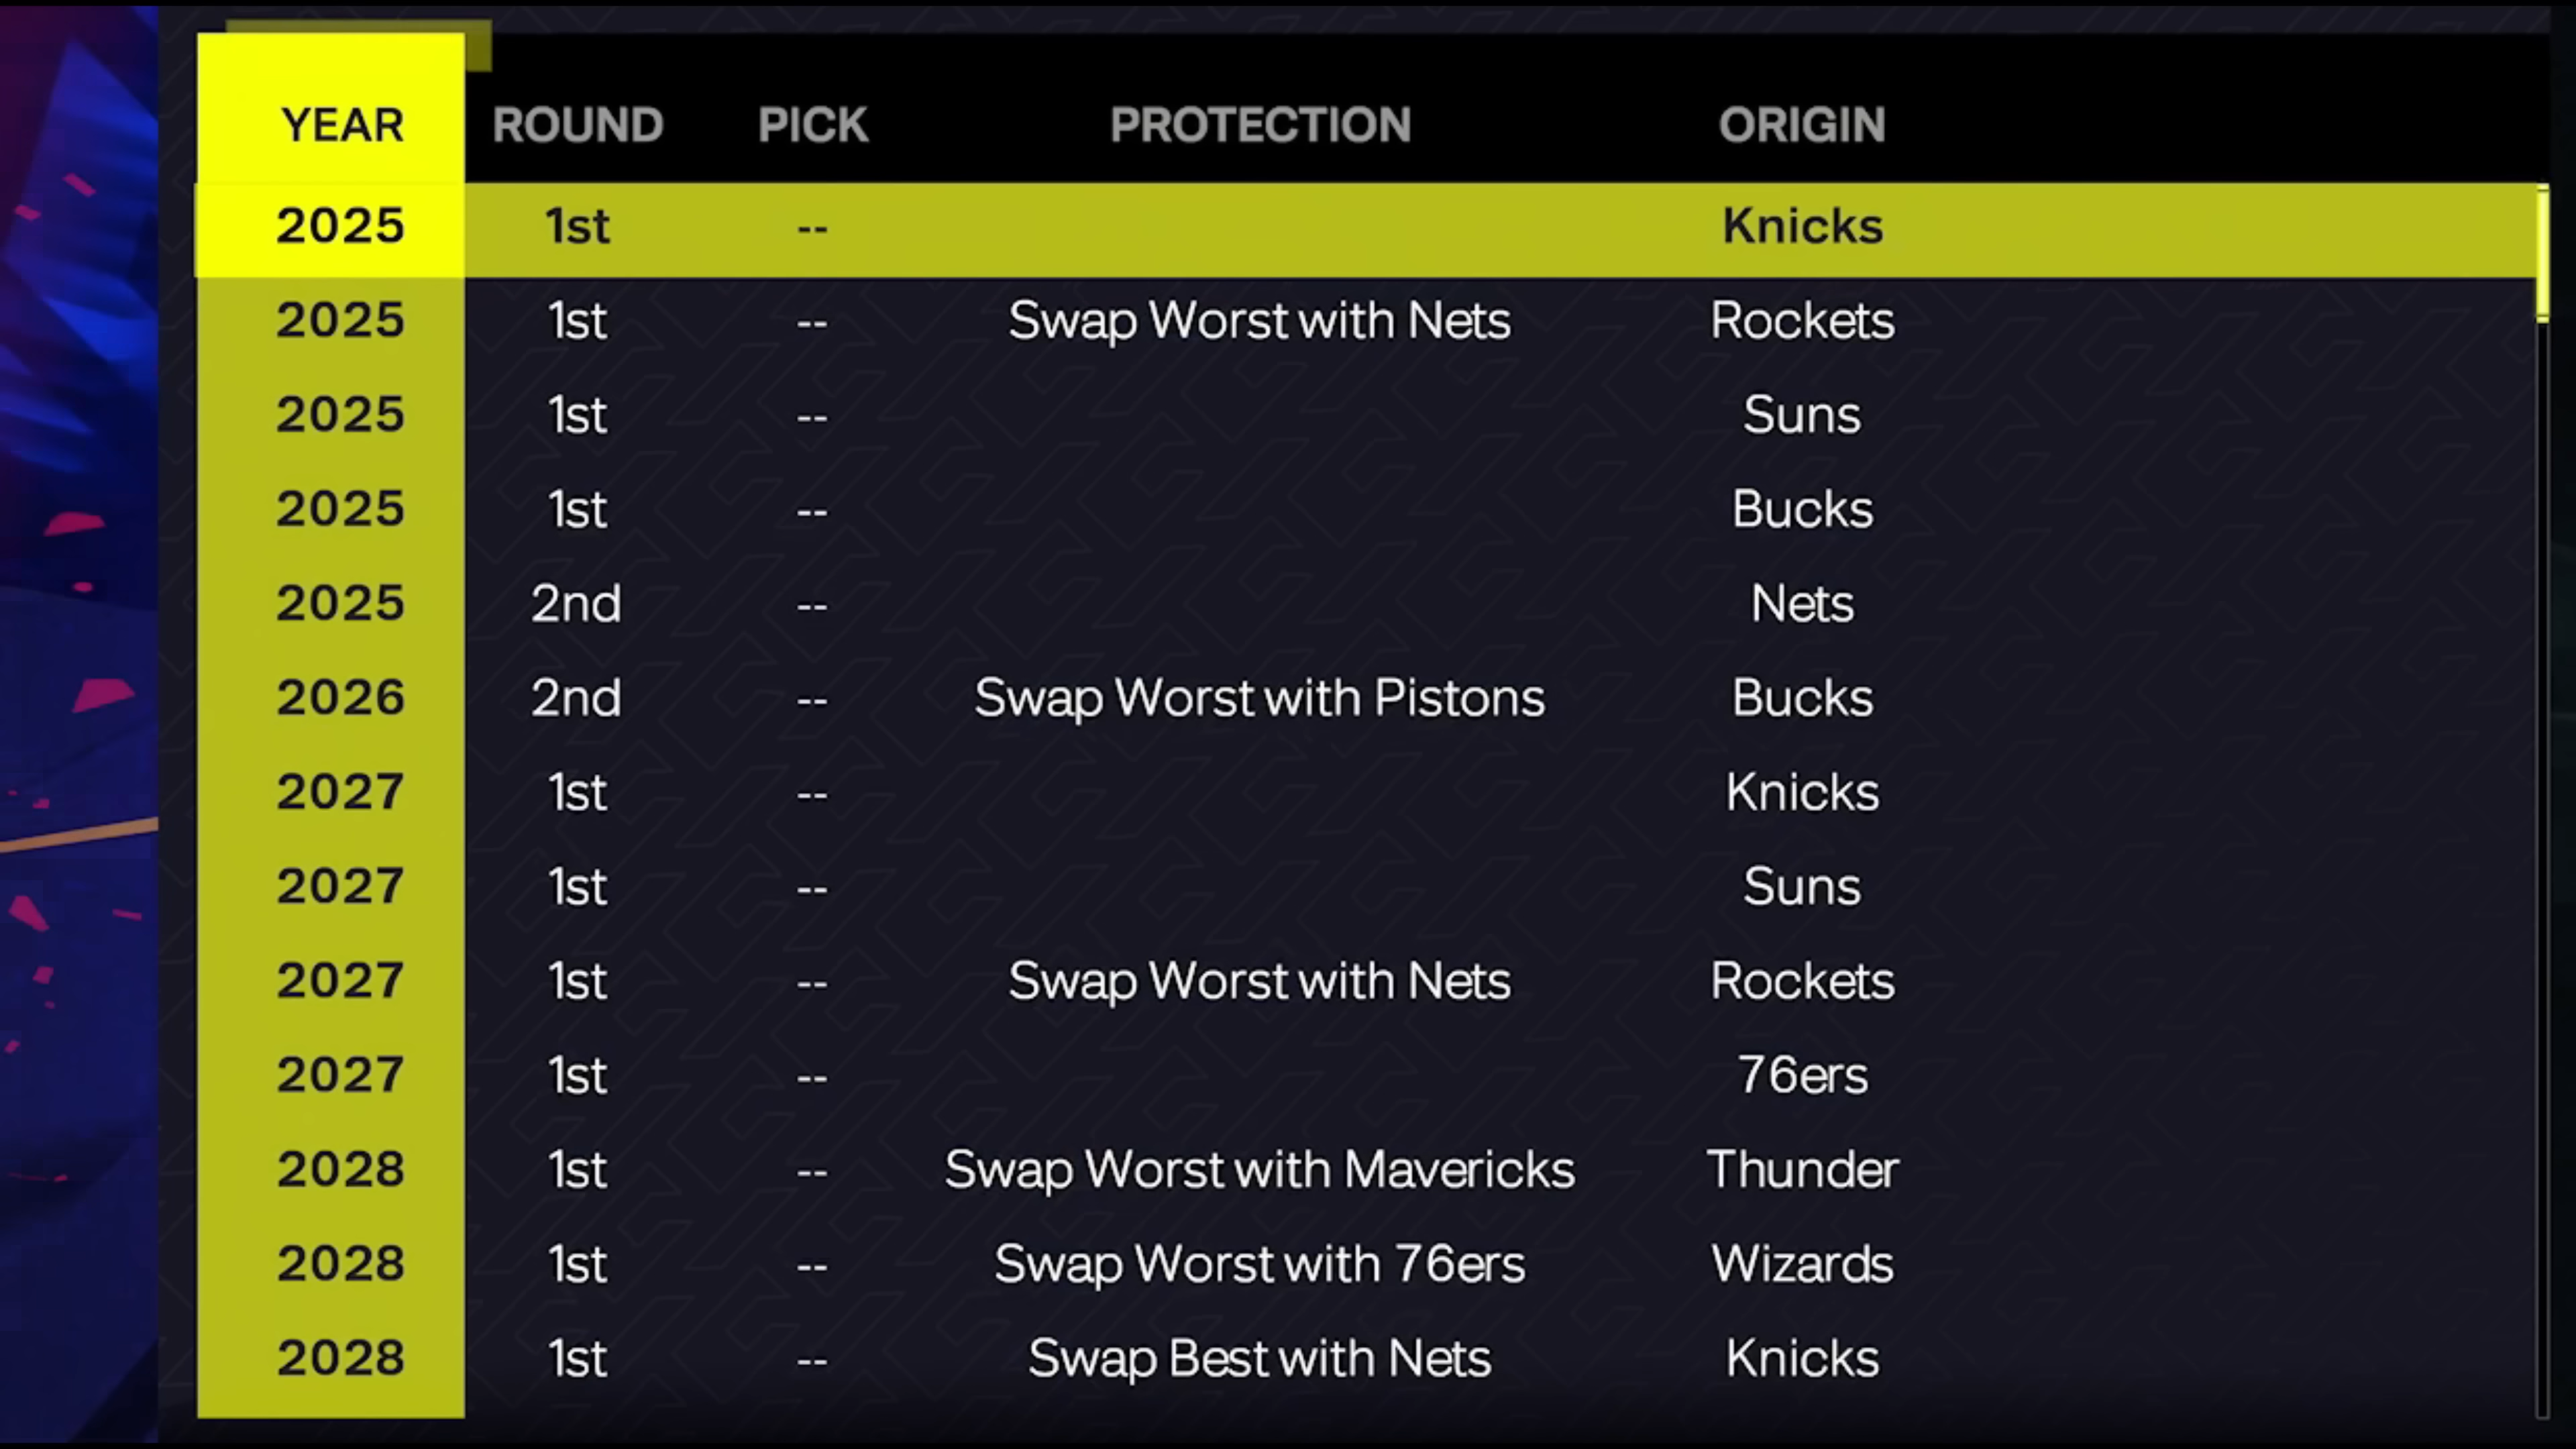 YEAR ROUND PICK PROTECTION ORIGIN
2025 1st -- Knicks
2025 1st -- Swap Worst with Nets Rockets
2025 1st -- Suns
2025 1st -- Bucks
2025 2nd -- Nets
2026 2nd -- Swap Worst with Pistons Bucks
2027 1st -- Knicks
2027 1st -- Suns
2027 1st -- Swap Worst with Nets Rockets
2027 1st -- 76ers
2028 1st -- Swap Worst with Mavericks Thunder
2028 1st -- Swap Worst with 76ers Wizards
2028 1st -- Swap Best with Nets Knicks